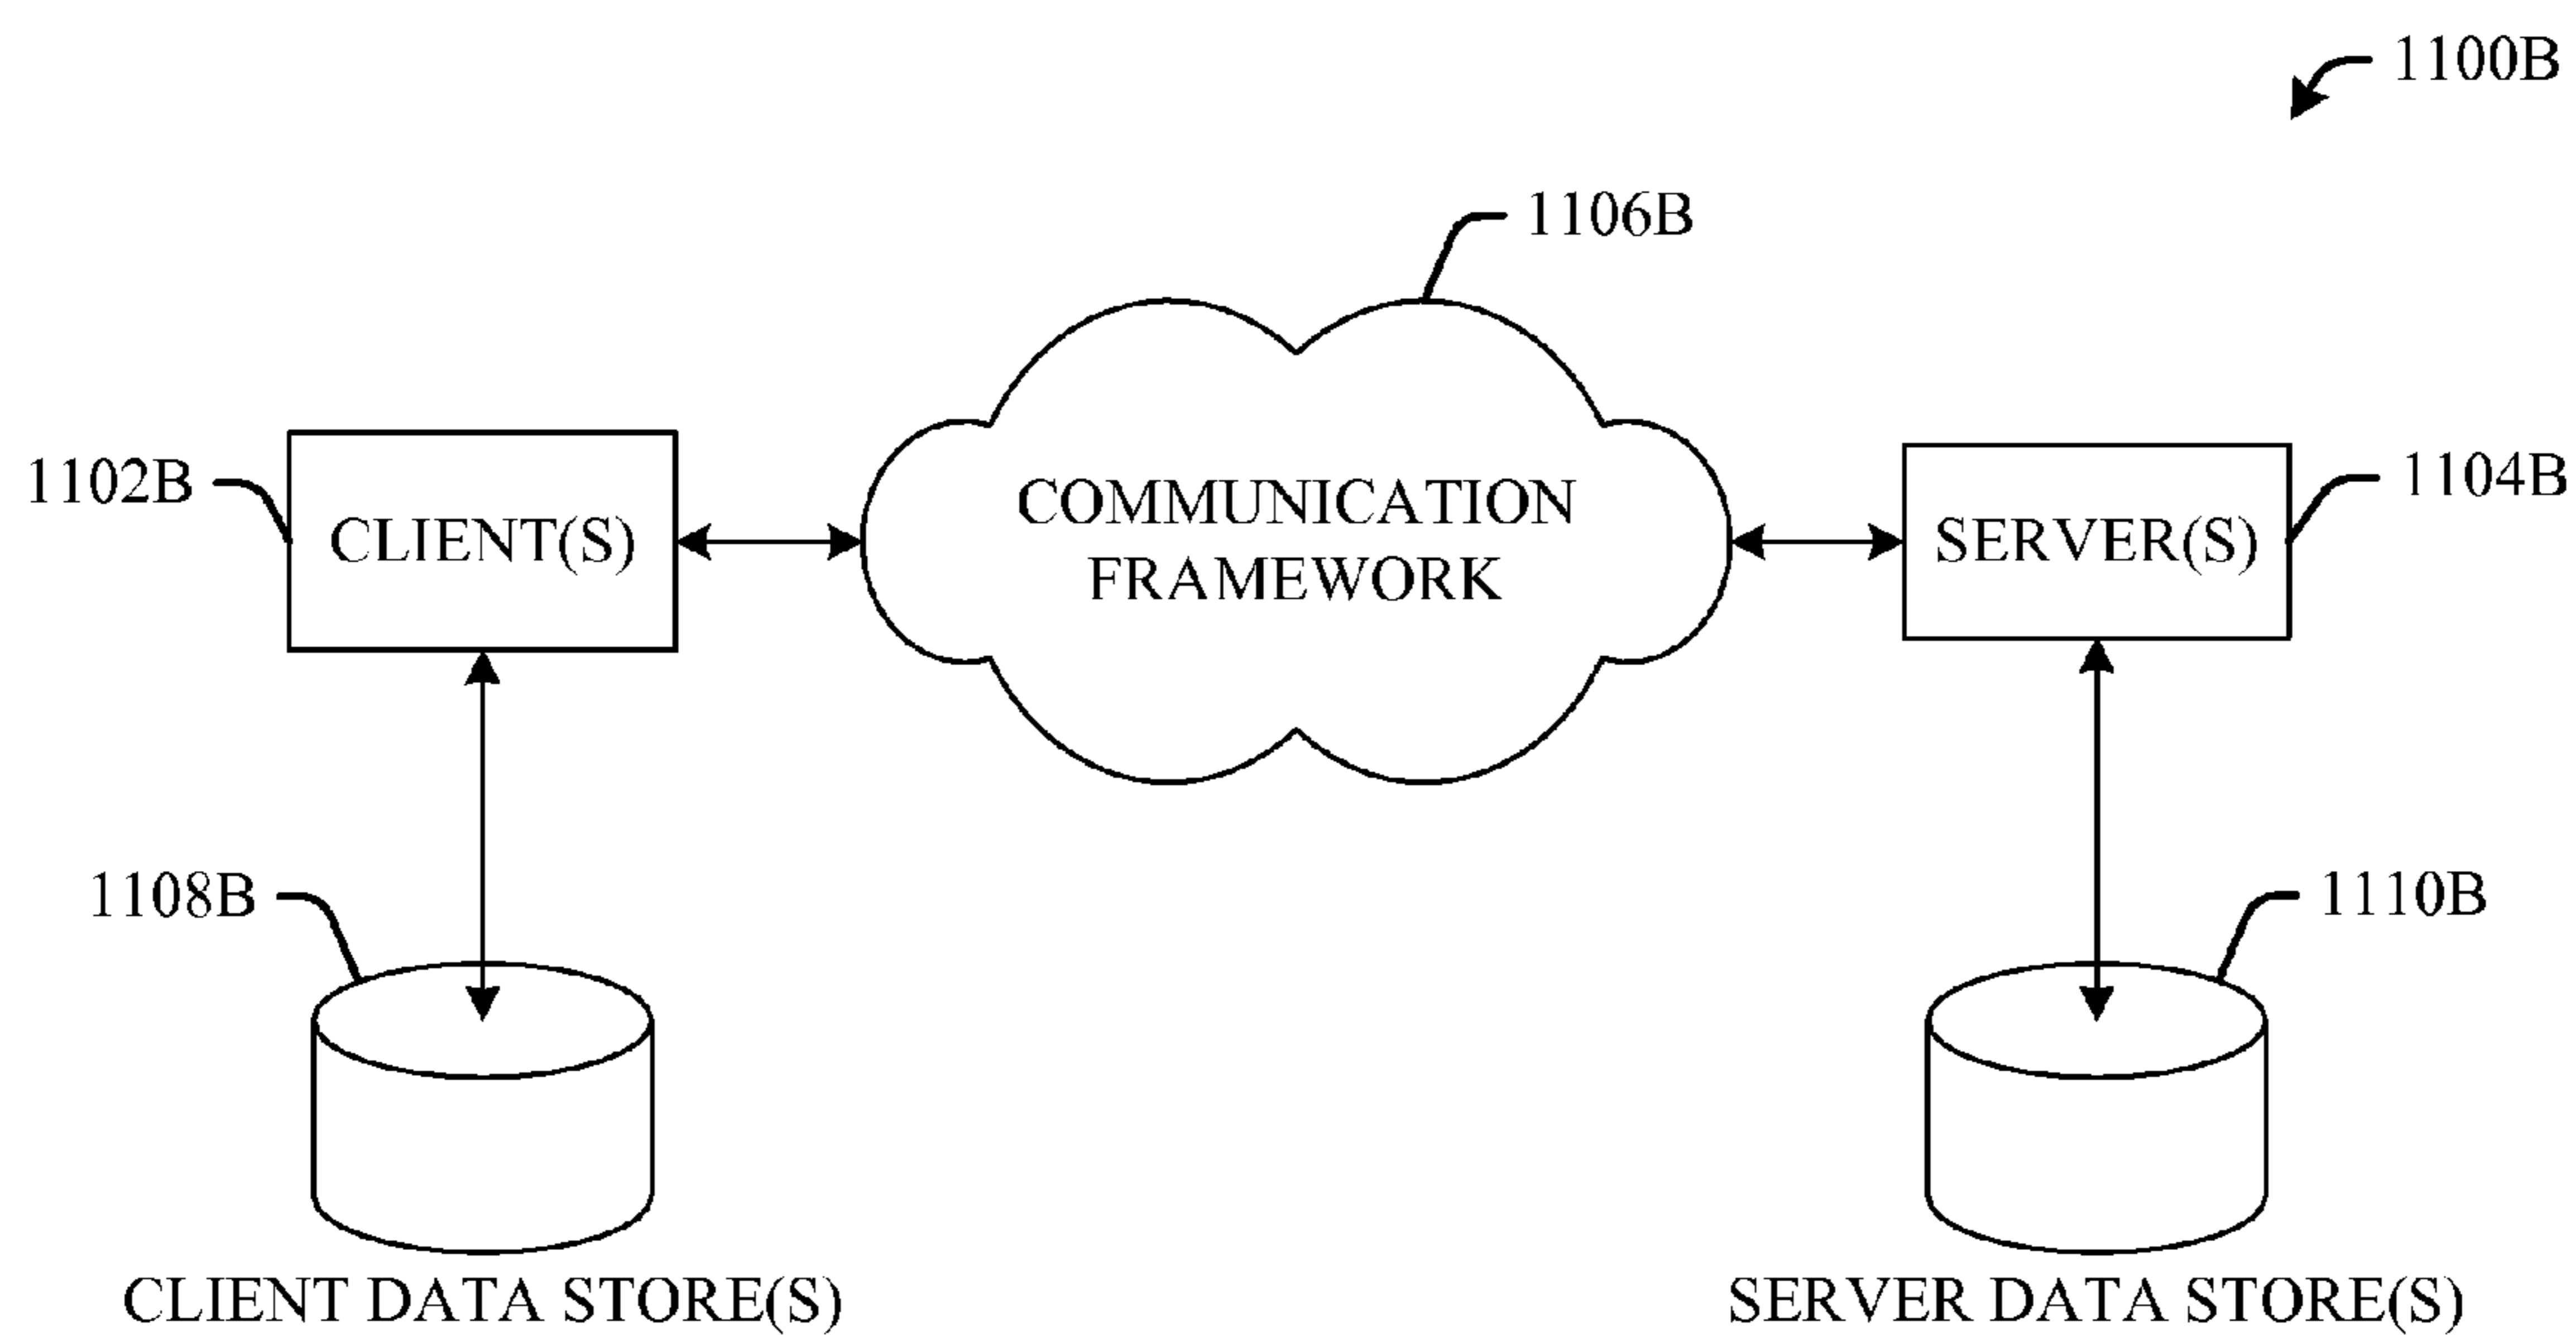 1100B
1106B
1102B
CLIENT(S)
COMMUNICATION
FRAMEWORK
SERVER(S)
1104B
1108B
1110B
CLIENT DATA STORE(S)
SERVER DATA STORE(S)